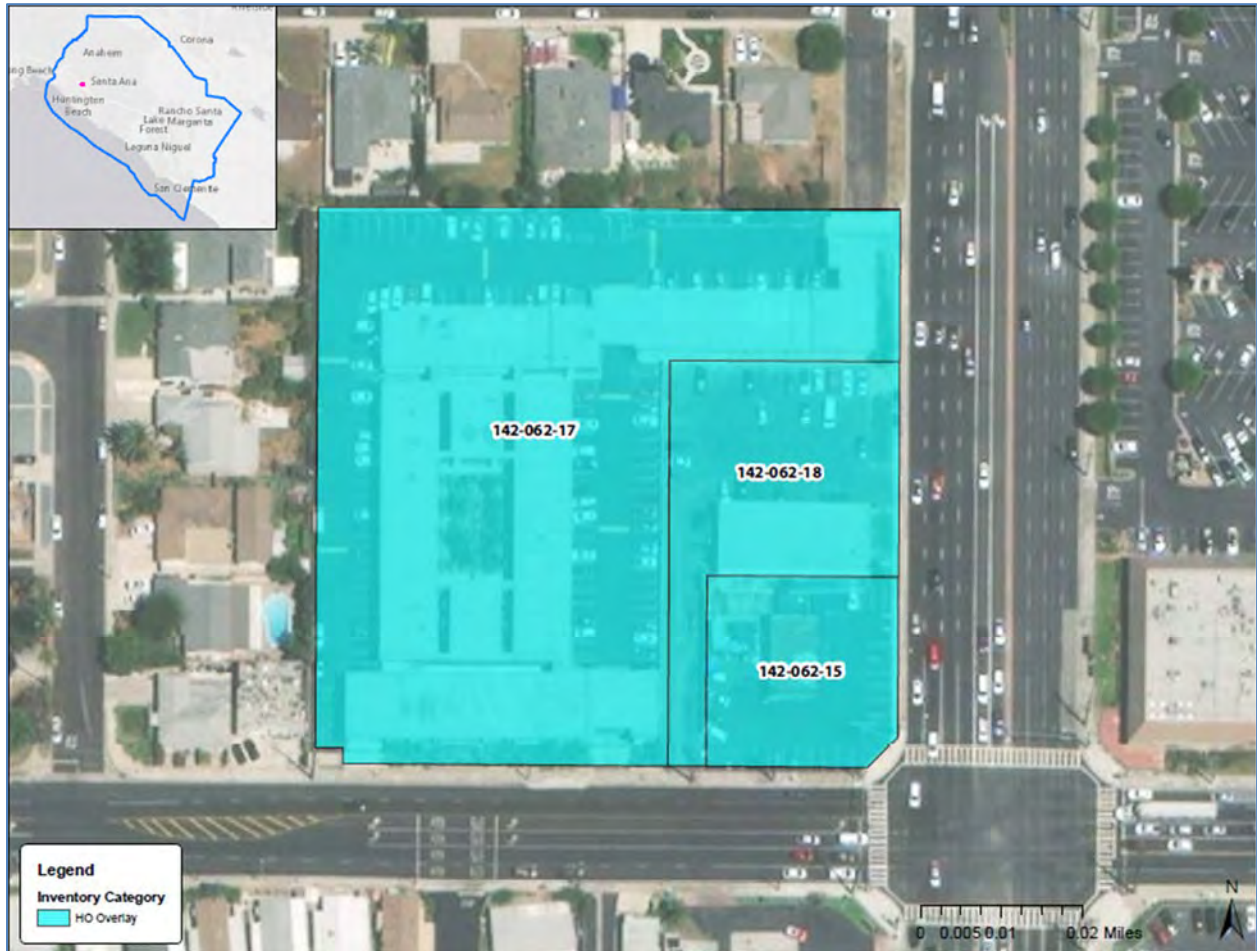 Riverside
Corona
Anaheim
ong Beach
Santa Ana
Huntington
Beach
Rancho Santa
Lake Margarita
Forest
Laguna Niguel
San Clemente
142-062-17
142-062-18
142-062-15
Legend
Inventory Category
HO Overlay
N
0 0.005 0.01 0.02 Miles